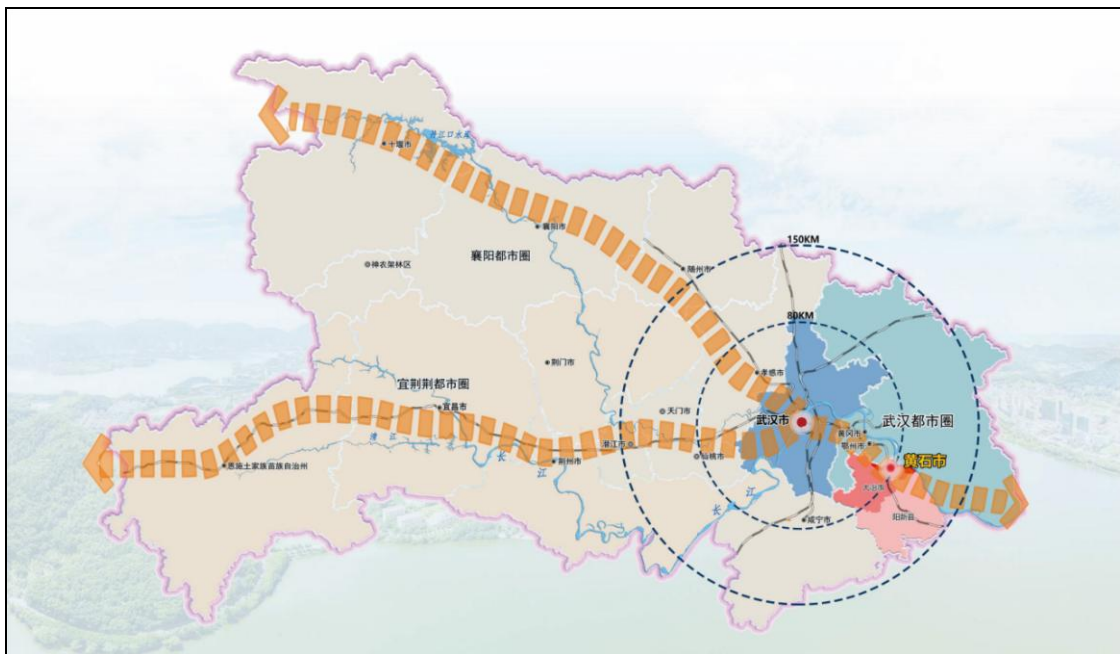 丹江口水库
十堰市
襄阳市
襄阳都市圈
神农架林区
随州市
150KM
80KM
荆门市
孝感市
宜荆荆都市圈
宜昌市
天门市
武汉市
武汉都市圈
黄冈市
鄂州市
潜江市
仙桃市
荆州市
清江
长江
恩施土家族苗族自治州
黄石市
大冶市
长江
阳新县
咸宁市